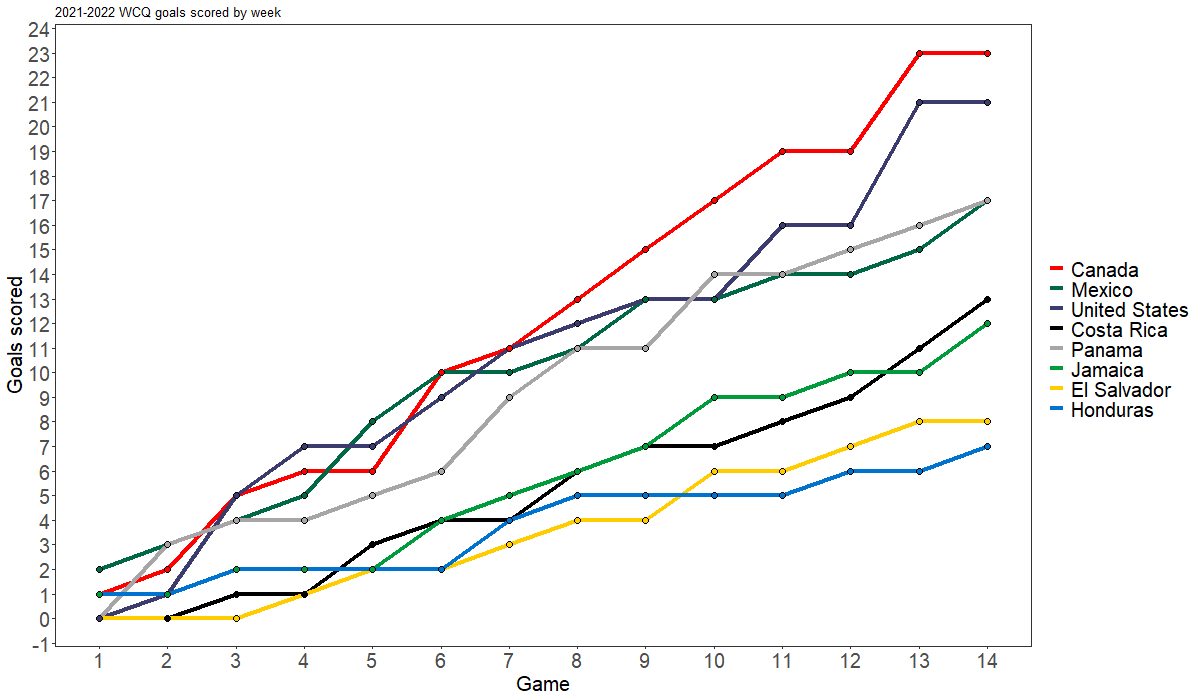 2021-2022 WCQ goals scored by week
24
23
22
21
20
19
18
17
16
15
14
13
12
11
10
9
8
7
6
5
4
3
2
1
0
-1
Goals scored
1 2 3 4 5 6 7 8 9 10 11 12 13 14
Game
Canada
Mexico
United States
Costa Rica
Panama
Jamaica
El Salvador
Honduras